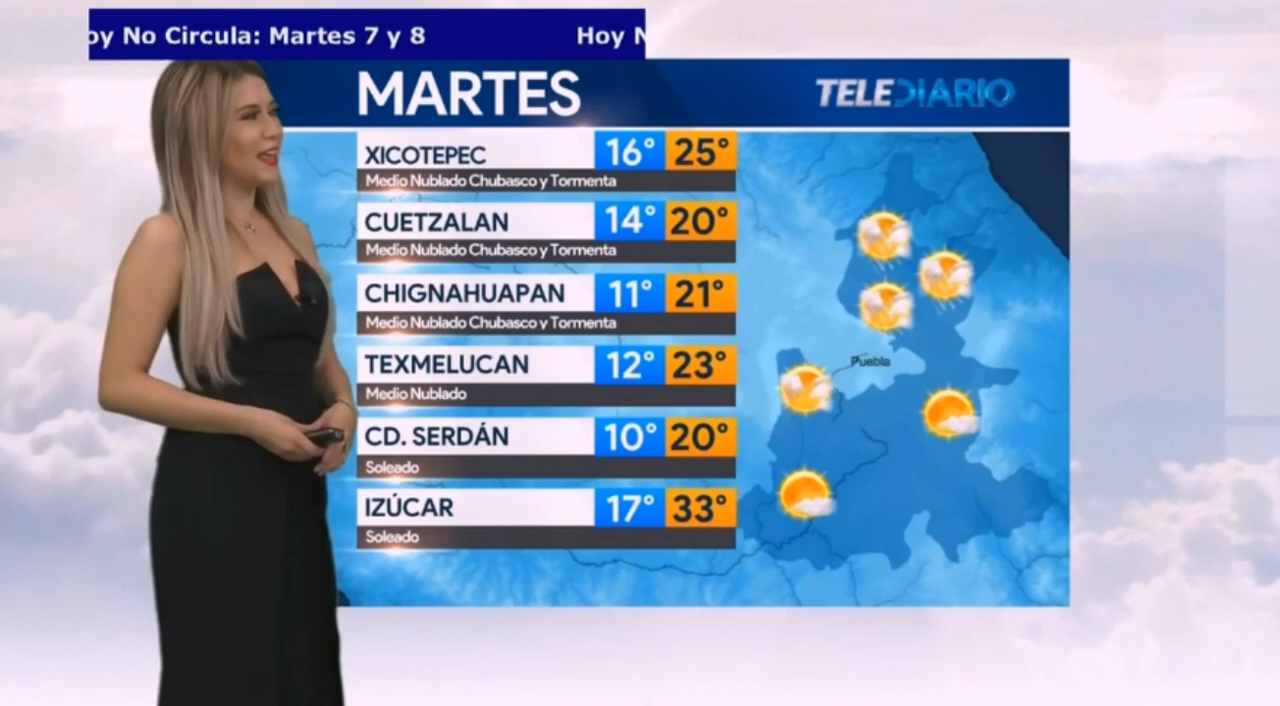 oy No Circula: Martes 7 y 8 Hoy N
MARTES
TELEDIARIO
XICOTEPEC 16° 25°
Medio Nublado Chubasco y Tormenta
CUETZALAN 14° 20°
Medio Nublado Chubasco y Tormenta
CHIGNAHUAPAN 11° 21°
Medio Nublado Chubasco y Tormenta
TEXMELUCAN 12° 23°
Medio Nublado
CD. SERDÁN 10° 20°
Soleado
IZÚCAR 17° 33°
Soleado
Puebla